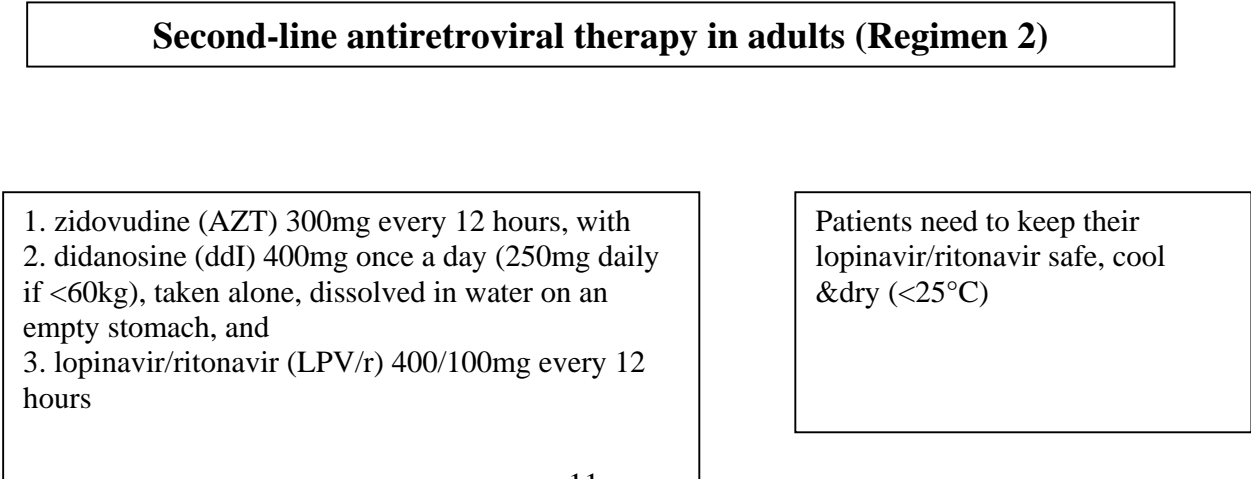 Second-line antiretroviral therapy in adults (Regimen 2)
1. zidovudine (AZT) 300mg every 12 hours, with
2. didanosine (ddI) 400mg once a day (250mg daily
if <60kg), taken alone, dissolved in water on an
empty stomach, and
3. lopinavir/ritonavir (LPV/r) 400/100mg every 12
hours
Patients need to keep their
lopinavir/ritonavir safe, cool
&dry (<25°C)